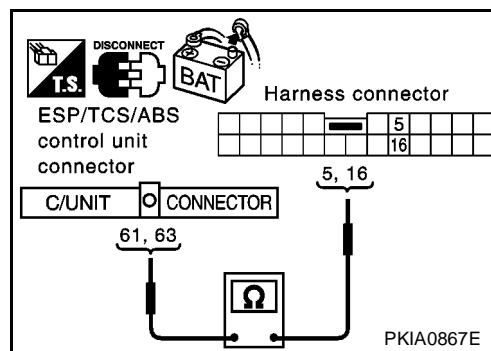 DISCONNECT
T.S.
BAT
ESP/TCS/ABS
control unit
connector
Harness connector
5
16
5, 16
C/UNIT
CONNECTOR
61, 63
Ω
PKIA0867E